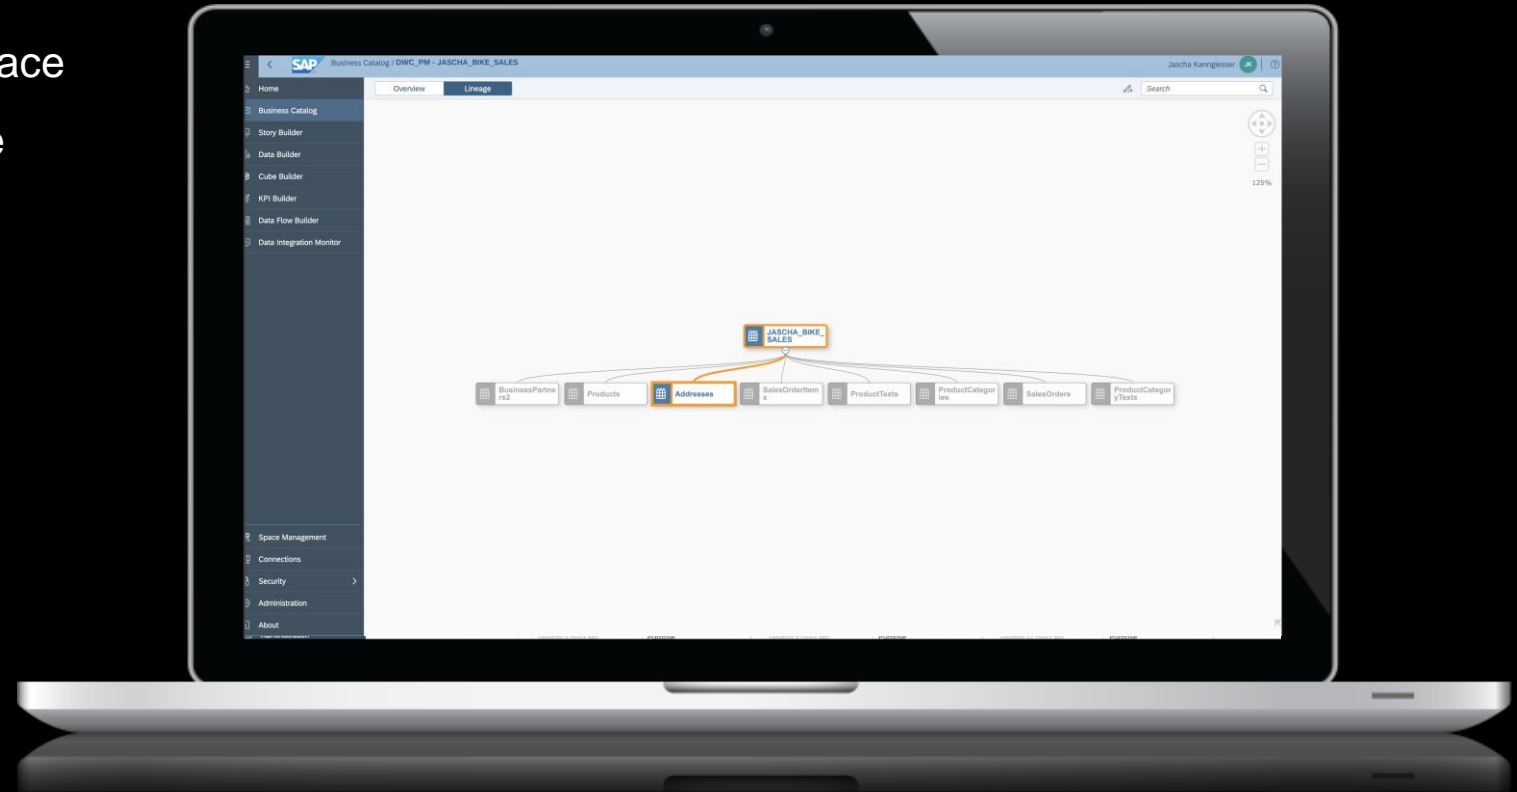 ace
e
SAP
Business Catalog / DWC_PM - JASCHA_BIKE_SALES
Jascha Kanngiesser
JK
Home
Overview
Lineage
Search
Business Catalog
Story Builder
Data Builder
Cube Builder
KPI Builder
125%
Data Flow Builder
Data Integration Monitor
JASCHA_BIKE_
SALES
BusinessPartne
rs2
Products
Addresses
SalesOrderItem
s
ProductTexts
ProductCategor
ies
SalesOrders
ProductCategor
yTexts
Space Management
Connections
Security
Administration
About